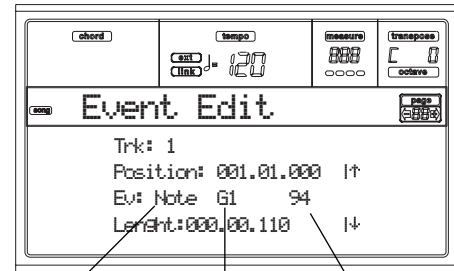 chord tempo measure transpose
ext ♩= 120 888 C 0
link octave
song Event Edit page
88
Trk: 1
Position: 001.01.000 |↑
Ev: Note G1 94
Lenght:000.00.110 |↓